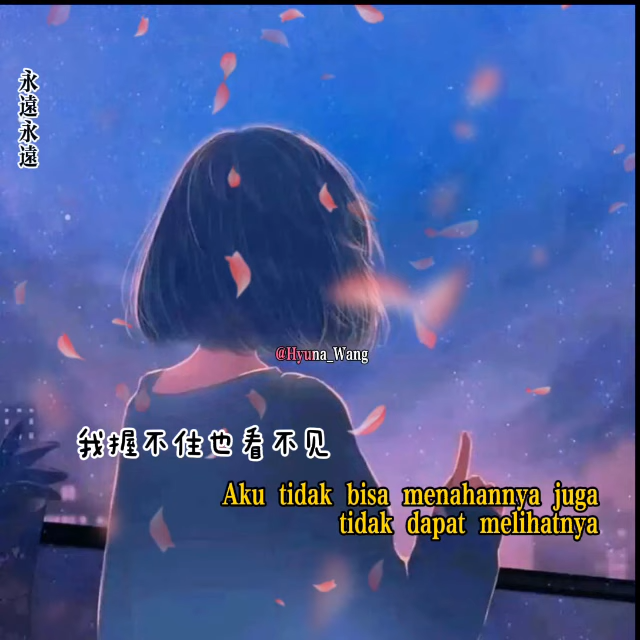 永遠永遠
@Hyuna_Wang
我握不住也看不见
Aku tidak bisa menahannya juga
tidak dapat melihatnya